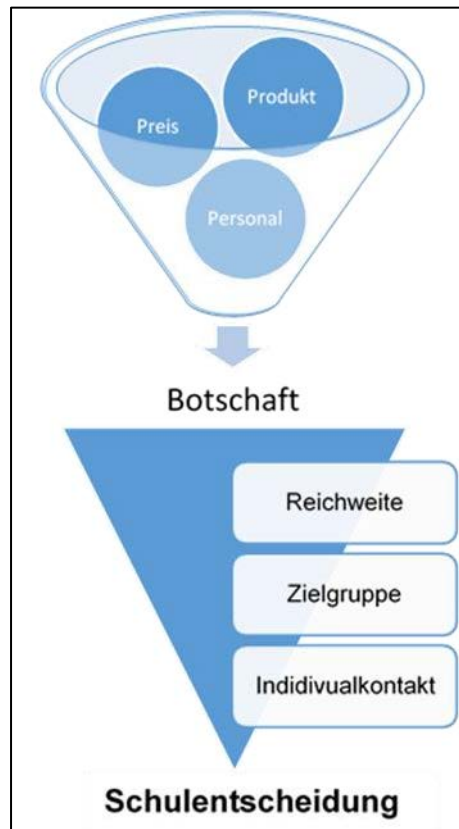 Produkt
Preis
Personal
Botschaft
Reichweite
Zielgruppe
Indidivualkontakt
Schulentscheidung